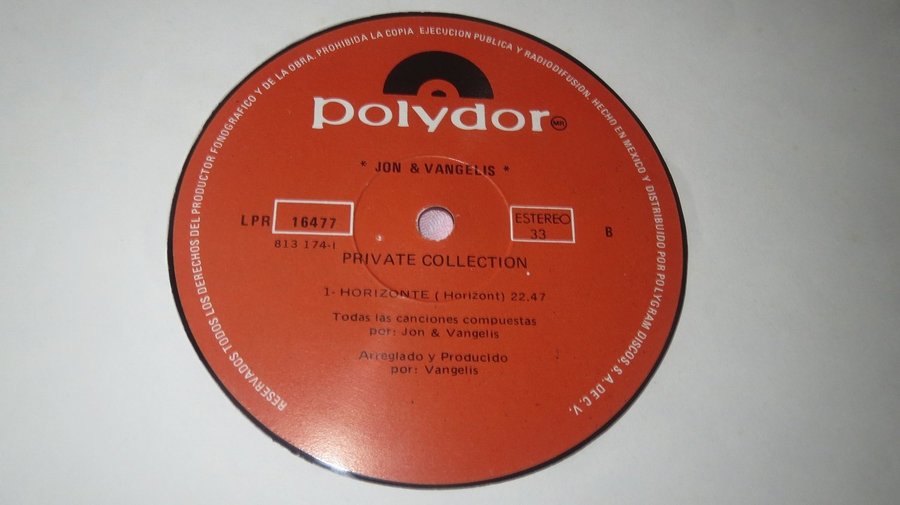 RESERVADOS TODOS LOS DERECHOS DEL PRODUCTOR FONOGRAFICO Y DE LA OBRA. PROHIBIDA LA COPIA EJECUCION PUBLICA Y RADIODIFUSION. HECHO EN MEXICO Y DISTRIBUIDO POR POLYGRAM DISCOS, S. A. DE C. V.
polydor MR
* JON & VANGELIS *
LPR 16477
813 174-1
ESTEREO
33
B
PRIVATE COLLECTION
1- HORIZONTE ( Horizont) 22.47
Todas las canciones compuestas
por: Jon & Vangelis
Arreglado y Producido
por: Vangelis